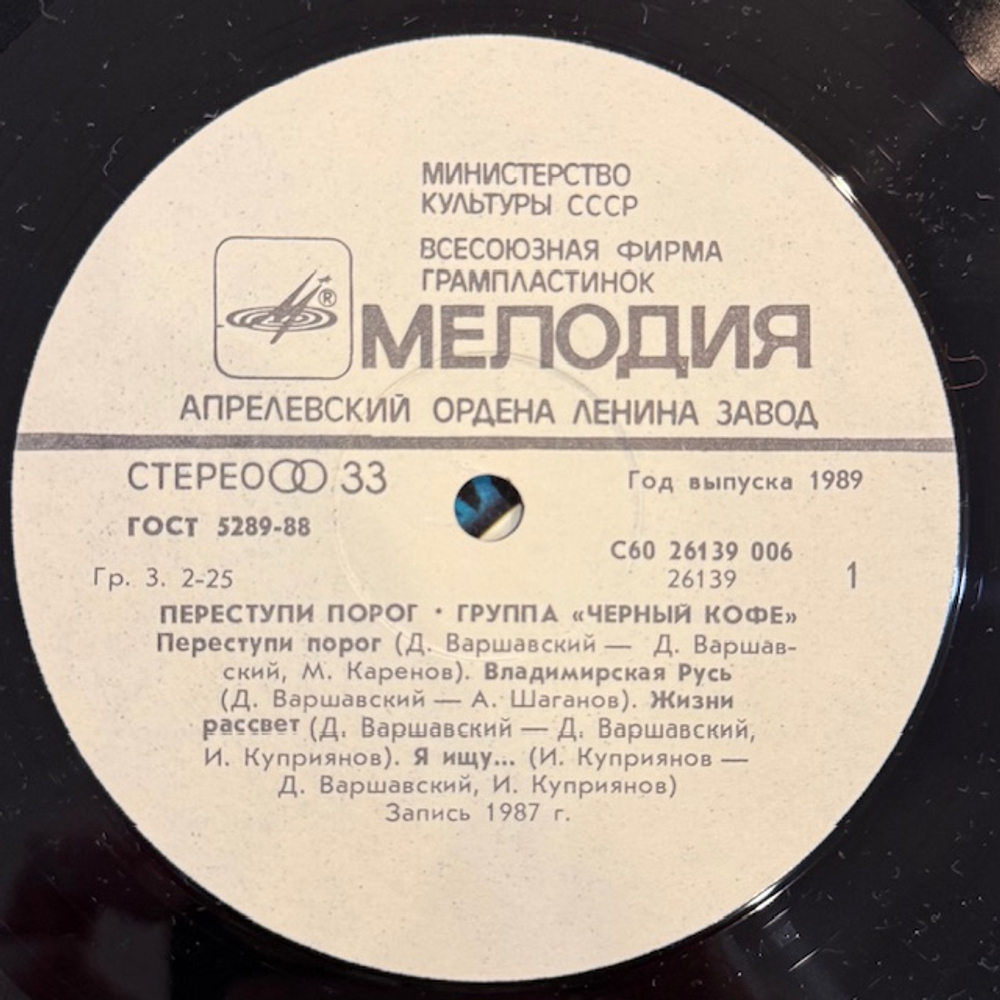 МИНИСТЕРСТВО
КУЛЬТУРЫ СССР
ВСЕСОЮЗНАЯ ФИРМА
ГРАМПЛАСТИНОК
®
МЕЛОДИЯ
АПРЕЛЕВСКИЙ ОРДЕНА ЛЕНИНА ЗАВОД
СТЕРЕО 33
Год выпуска 1989
ГОСТ 5289-88
С60 26139 006
Гр. 3. 2-25
26139
1
ПЕРЕСТУПИ ПОРОГ · ГРУППА «ЧЕРНЫЙ КОФЕ»
Переступи порог (Д. Варшавский — Д. Варшав-
ский, М. Каренов). Владимирская Русь
(Д. Варшавский — А. Шаганов). Жизни
рассвет (Д. Варшавский — Д. Варшавский,
И. Куприянов). Я ищу... (И. Куприянов —
Д. Варшавский, И. Куприянов)
Запись 1987 г.